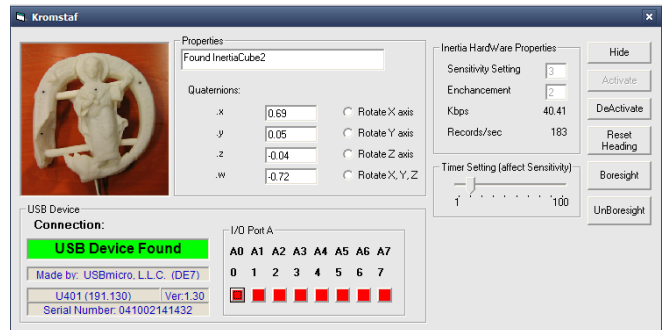 Kromstaf
Properties
Found InertiaCube2
Quaternions:
.x 0.69 Rotate X axis
.y 0.05 Rotate Y axis
.z -0.04 Rotate Z axis
.w -0.72 Rotate X, Y, Z
Inertia HardWare Properties
Sensitivity Setting 3
Enchancement 2
Kbps 40.41
Records/sec 183
Timer Setting (affect Sensitivity)
1 100
Hide
Activate
DeActivate
Reset
Heading
Boresight
UnBoresight
USB Device
Connection:
USB Device Found
Made by: USBmicro, L.L.C. (DE7)
U401 (191.130) Ver:1.30
Serial Number: 041002141432
I/O Port A
A0 A1 A2 A3 A4 A5 A6 A7
0 1 2 3 4 5 6 7